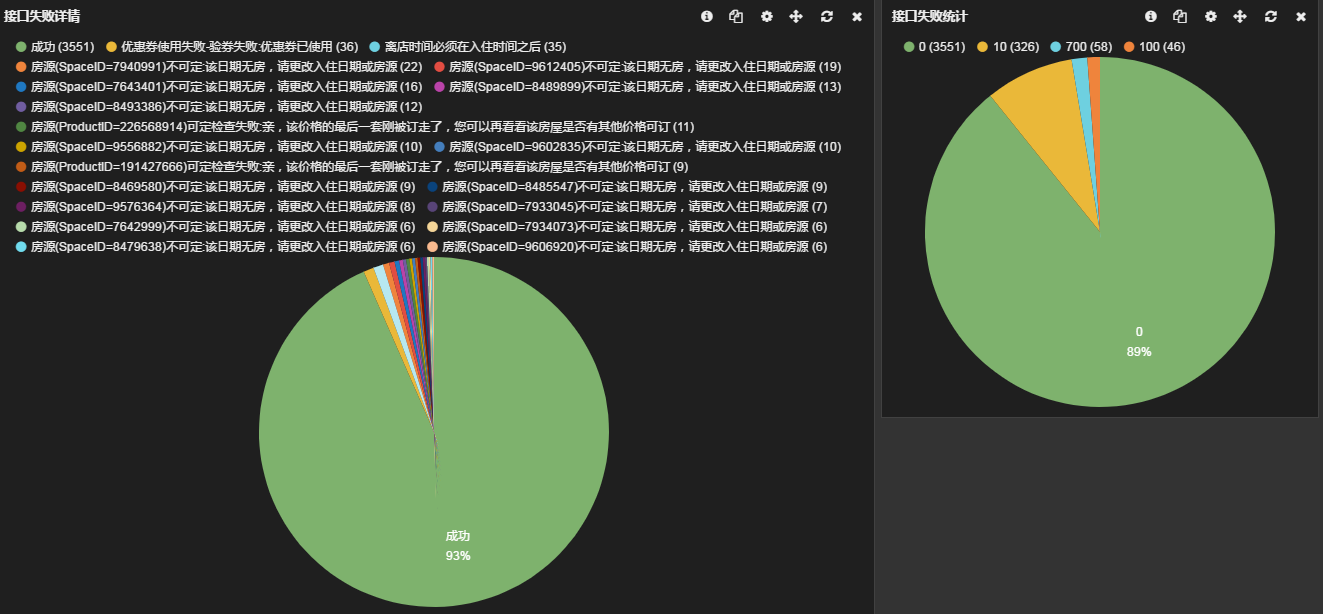 接口失败详情
成功 (3551) 优惠券使用失败-验券失败:优惠券已使用 (36) 离店时间必须在入住时间之后 (35)
房源(SpaceID=7940991)不可定:该日期无房，请更改入住日期或房源 (22) 房源(SpaceID=9612405)不可定:该日期无房，请更改入住日期或房源 (19)
房源(SpaceID=7643401)不可定:该日期无房，请更改入住日期或房源 (16) 房源(SpaceID=8489899)不可定:该日期无房，请更改入住日期或房源 (13)
房源(SpaceID=8493386)不可定:该日期无房，请更改入住日期或房源 (12)
房源(ProductID=226568914)可定检查失败:亲，该价格的最后一套刚被订走了，您可以再看看该房屋是否有其他价格可订 (11)
房源(SpaceID=9556882)不可定:该日期无房，请更改入住日期或房源 (10) 房源(SpaceID=9602835)不可定:该日期无房，请更改入住日期或房源 (10)
房源(ProductID=191427666)可定检查失败:亲，该价格的最后一套刚被订走了，您可以再看看该房屋是否有其他价格可订 (9)
房源(SpaceID=8469580)不可定:该日期无房，请更改入住日期或房源 (9) 房源(SpaceID=8485547)不可定:该日期无房，请更改入住日期或房源 (9)
房源(SpaceID=9576364)不可定:该日期无房，请更改入住日期或房源 (8) 房源(SpaceID=7933045)不可定:该日期无房，请更改入住日期或房源 (7)
房源(SpaceID=7642999)不可定:该日期无房，请更改入住日期或房源 (6) 房源(SpaceID=7934073)不可定:该日期无房，请更改入住日期或房源 (6)
房源(SpaceID=8479638)不可定:该日期无房，请更改入住日期或房源 (6) 房源(SpaceID=9606920)不可定:该日期无房，请更改入住日期或房源 (6)
成功
93%
接口失败统计
0 (3551) 10 (326) 700 (58) 100 (46)
0
89%